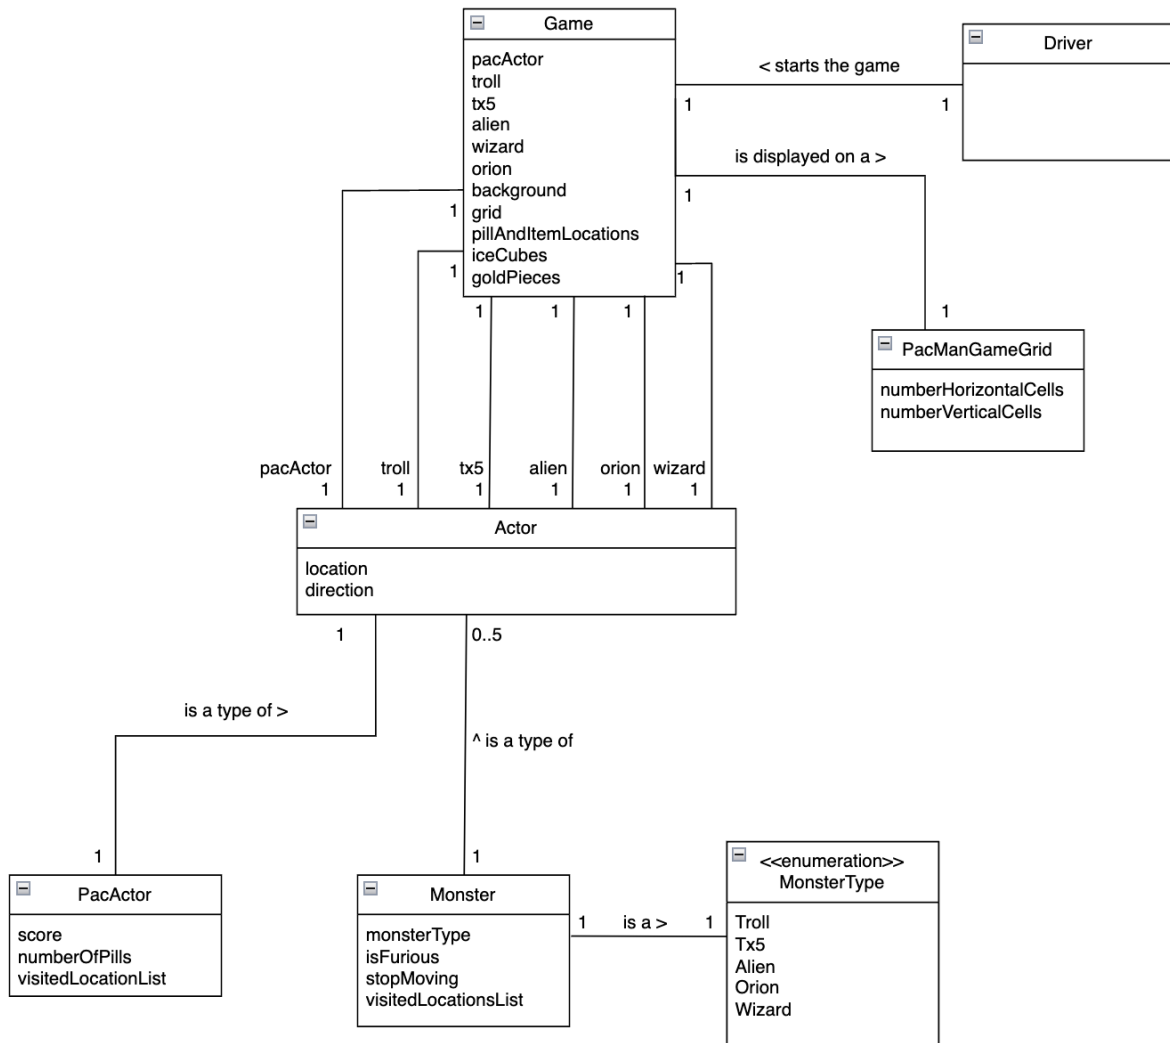 Game
pacActor
troll
tx5
alien
wizard
orion
background
grid
pillAndItemLocations
iceCubes
goldPieces
Driver
< starts the game
1
1
is displayed on a >
1
1
PacManGameGrid
numberHorizontalCells
numberVerticalCells
1
1
1
1
1
1
pacActor
troll
tx5
alien
orion
wizard
1
1
1
1
1
1
Actor
location
direction
1
0..5
is a type of >
^ is a type of
1
1
PacActor
score
numberOfPills
visitedLocationList
Monster
monsterType
isFurious
stopMoving
visitedLocationsList
1
is a >
1
<<enumeration>>
MonsterType
Troll
Tx5
Alien
Orion
Wizard